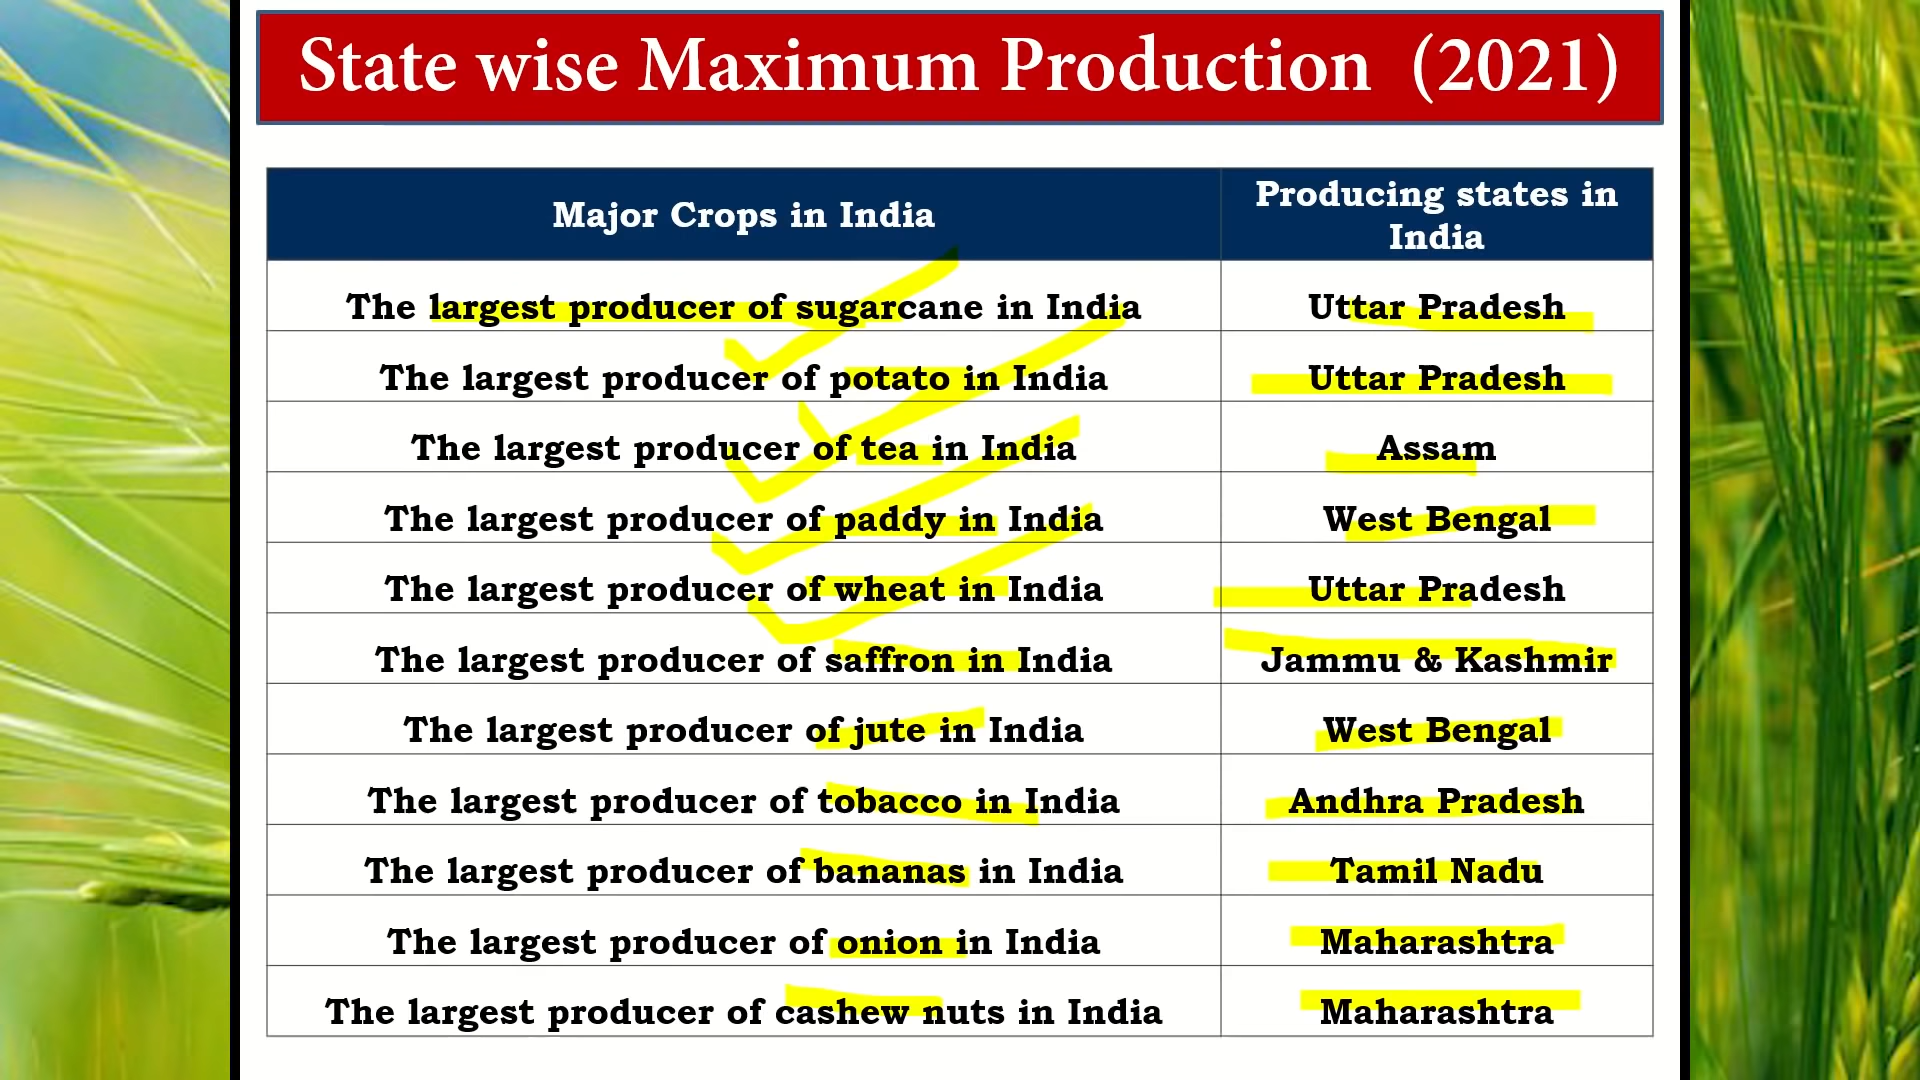 State wise Maximum Production (2021)
Major Crops in India
Producing states in
India
The largest producer of sugarcane in India
Uttar Pradesh
The largest producer of potato in India
Uttar Pradesh
The largest producer of tea in India
Assam
The largest producer of paddy in India
West Bengal
The largest producer of wheat in India
Uttar Pradesh
The largest producer of saffron in India
Jammu & Kashmir
The largest producer of jute in India
West Bengal
The largest producer of tobacco in India
Andhra Pradesh
The largest producer of bananas in India
Tamil Nadu
The largest producer of onion in India
Maharashtra
The largest producer of cashew nuts in India
Maharashtra